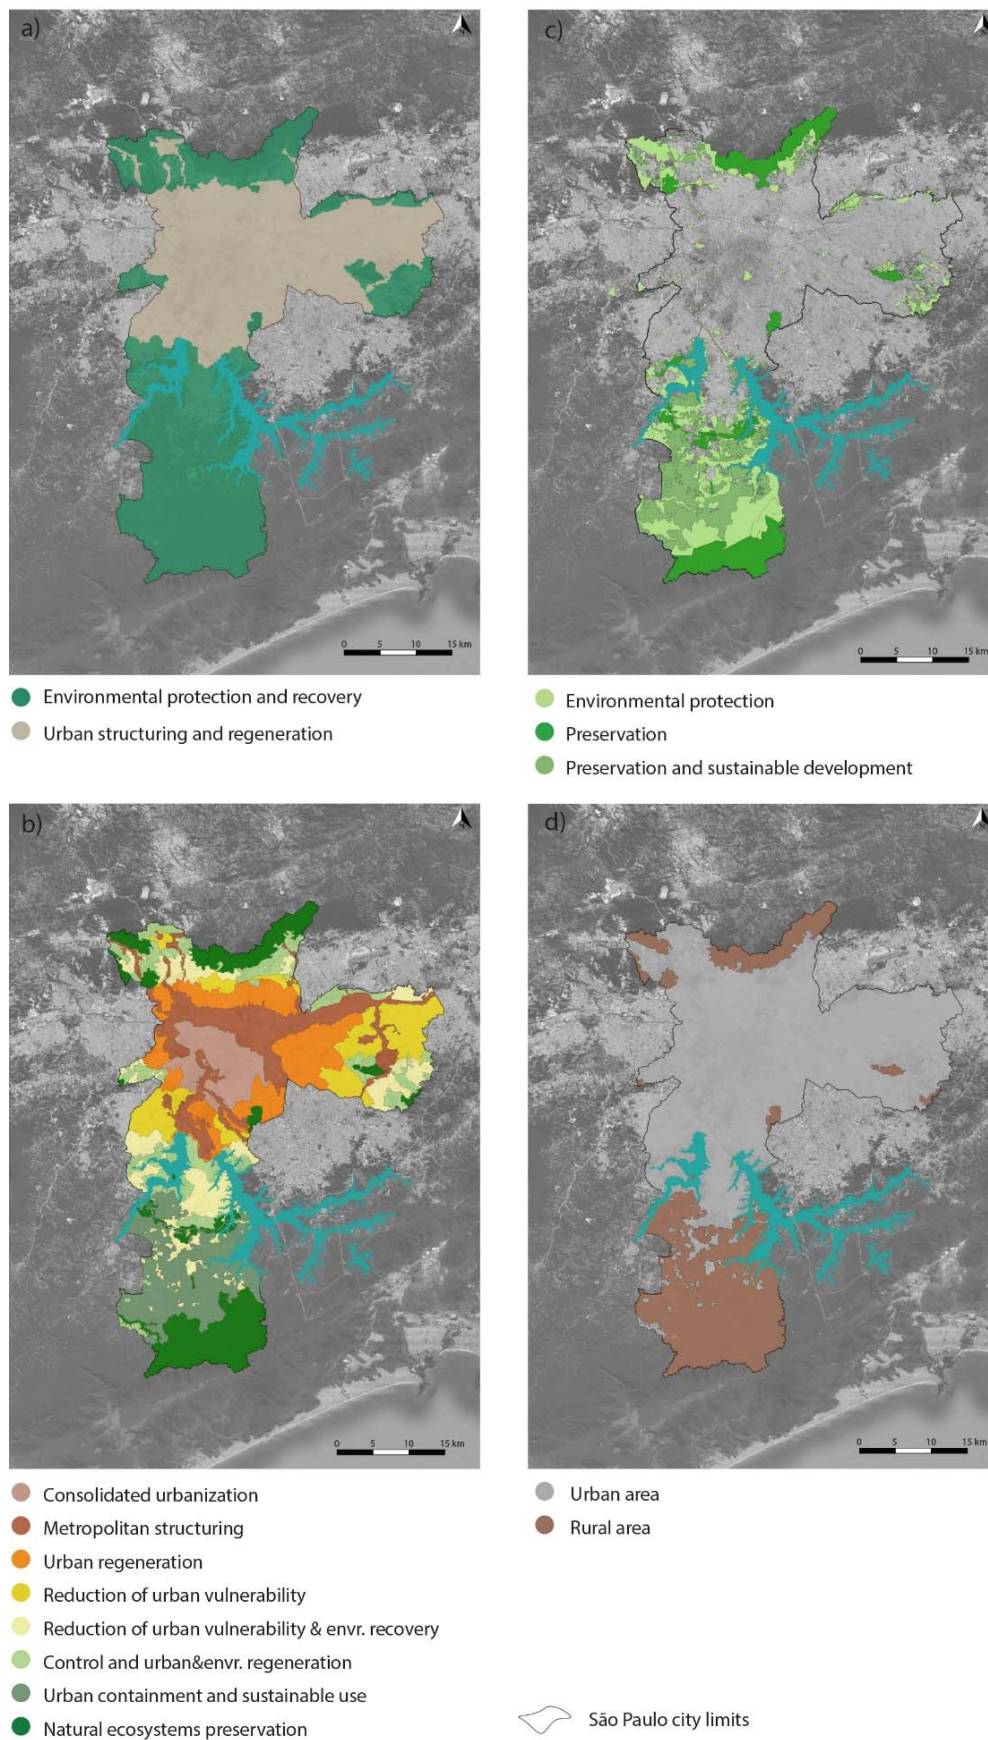 a)
0 5 10 15 km
Environmental protection and recovery
Urban structuring and regeneration
c)
0 5 10 15 km
Environmental protection
Preservation
Preservation and sustainable development
b)
0 5 10 15 km
Consolidated urbanization
Metropolitan structuring
Urban regeneration
Reduction of urban vulnerability
Reduction of urban vulnerability & envr. recovery
Control and urban&envr. regeneration
Urban containment and sustainable use
Natural ecosystems preservation
d)
0 5 10 15 km
Urban area
Rural area
São Paulo city limits